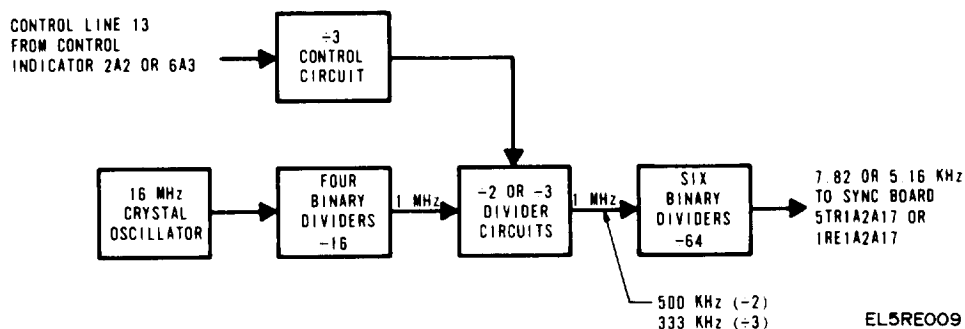 CONTROL LINE 13
FROM CONTROL
INDICATOR 2A2 OR 6A3
÷3
CONTROL
CIRCUIT
16 MHz
CRYSTAL
OSCILLATOR
FOUR
BINARY
DIVIDERS
-16
1 MHz
-2 OR -3
DIVIDER
CIRCUITS
1 MHz
SIX
BINARY
DIVIDERS
-64
7.82 OR 5.16 KHz
TO SYNC BOARD
5TR1A2A17 OR
1RE1A2A17
500 KHz (-2)
333 KHz (÷3)
EL5RE009